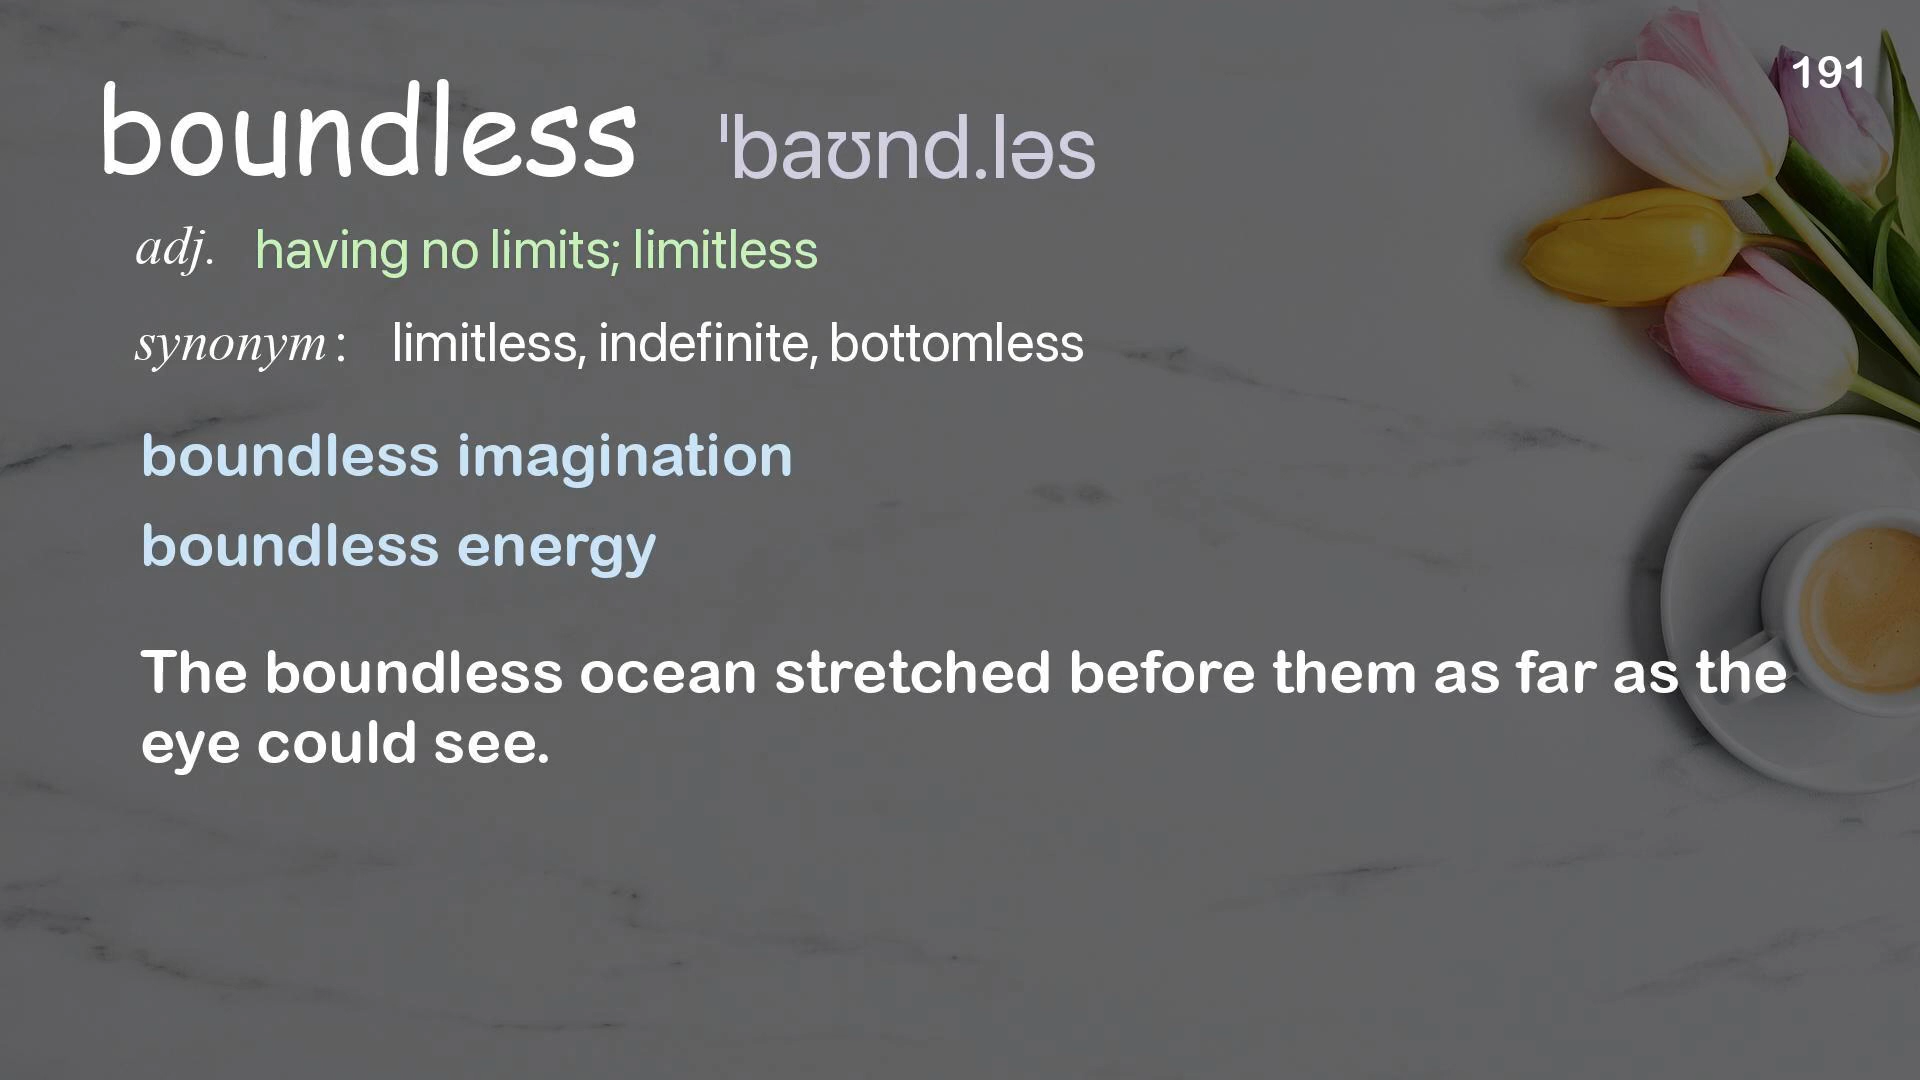 191
boundless ˈbaʊnd.ləs
adj. having no limits; limitless
synonym: limitless, indefinite, bottomless
boundless imagination
boundless energy
The boundless ocean stretched before them as far as the
eye could see.